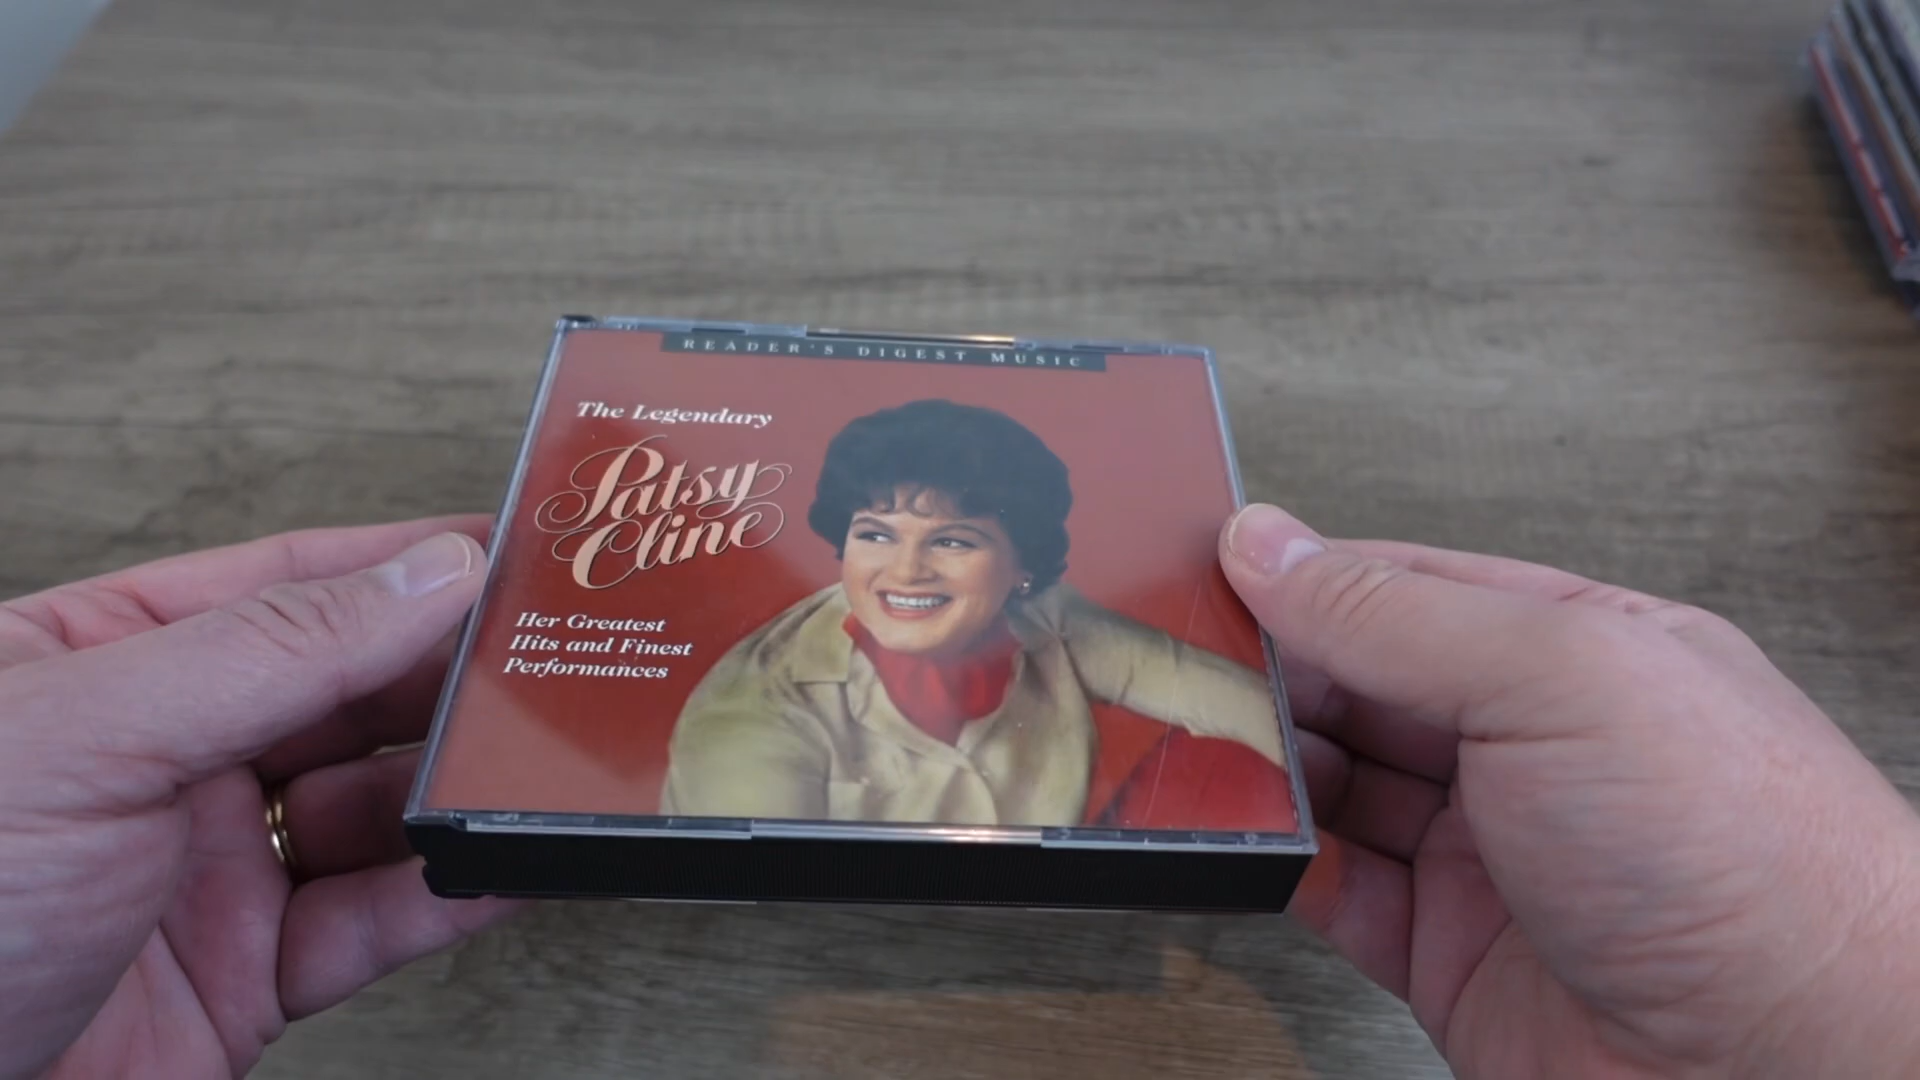 READER'S DIGEST MUSIC
The Legendary
Patsy
Cline
Her Greatest
Hits and Finest
Performances